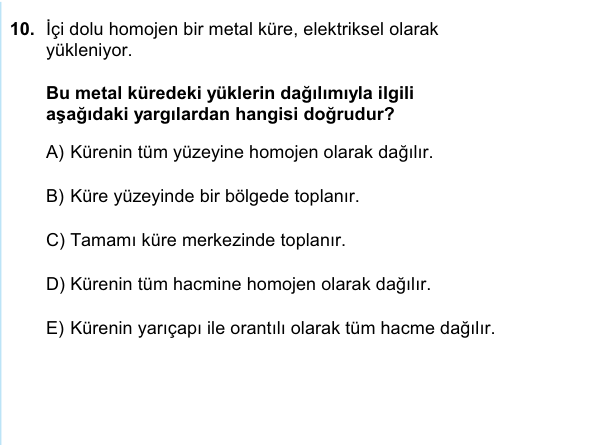 10. İçi dolu homojen bir metal küre, elektriksel olarak
yükleniyor.
Bu metal küredeki yüklerin dağılımıyla ilgili
aşağıdaki yargılardan hangisi doğrudur?
A) Kürenin tüm yüzeyine homojen olarak dağılır.
B) Küre yüzeyinde bir bölgede toplanır.
C) Tamamı küre merkezinde toplanır.
D) Kürenin tüm hacmine homojen olarak dağılır.
E) Kürenin yarıçapı ile orantılı olarak tüm hacme dağılır.